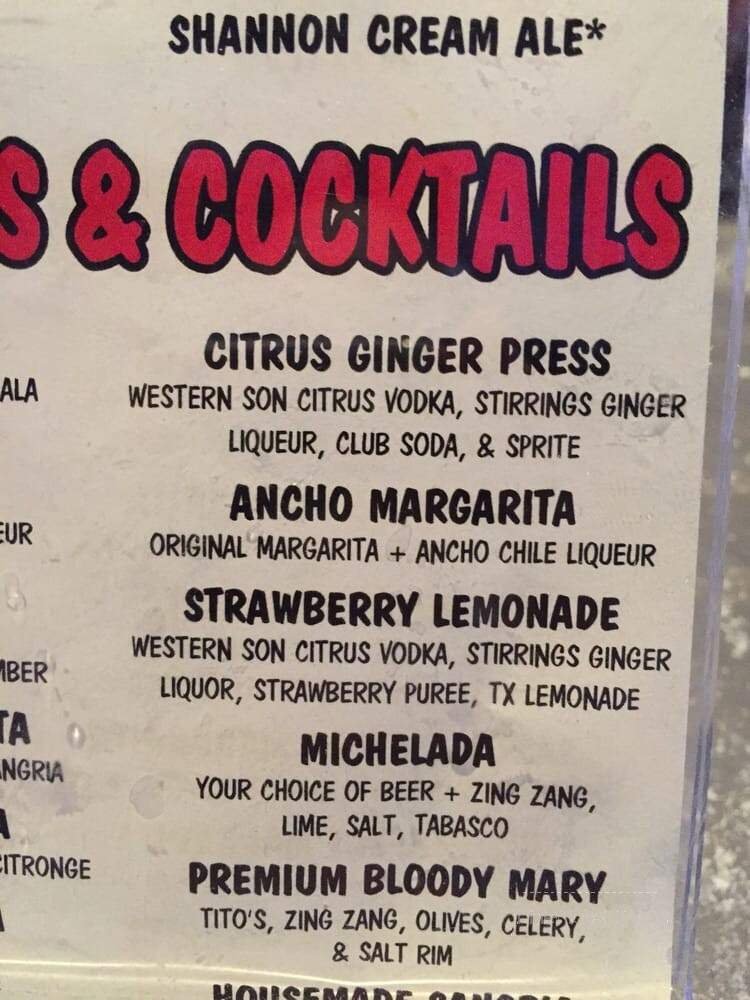 SHANNON CREAM ALE*
S & COCKTAILS
CITRUS GINGER PRESS
ALA
WESTERN SON CITRUS VODKA, STIRRINGS GINGER
LIQUEUR, CLUB SODA, & SPRITE
ANCHO MARGARITA
EUR
ORIGINAL MARGARITA + ANCHO CHILE LIQUEUR
STRAWBERRY LEMONADE
MBER
WESTERN SON CITRUS VODKA, STIRRINGS GINGER
LIQUOR, STRAWBERRY PUREE, TX LEMONADE
TA
MICHELADA
ANGRIA
YOUR CHOICE OF BEER + ZING ZANG,
A
LIME, SALT, TABASCO
CITRONGE
PREMIUM BLOODY MARY
A
TITO'S, ZING ZANG, OLIVES, CELERY,
& SALT RIM
HOUSEMADE SANGRIA